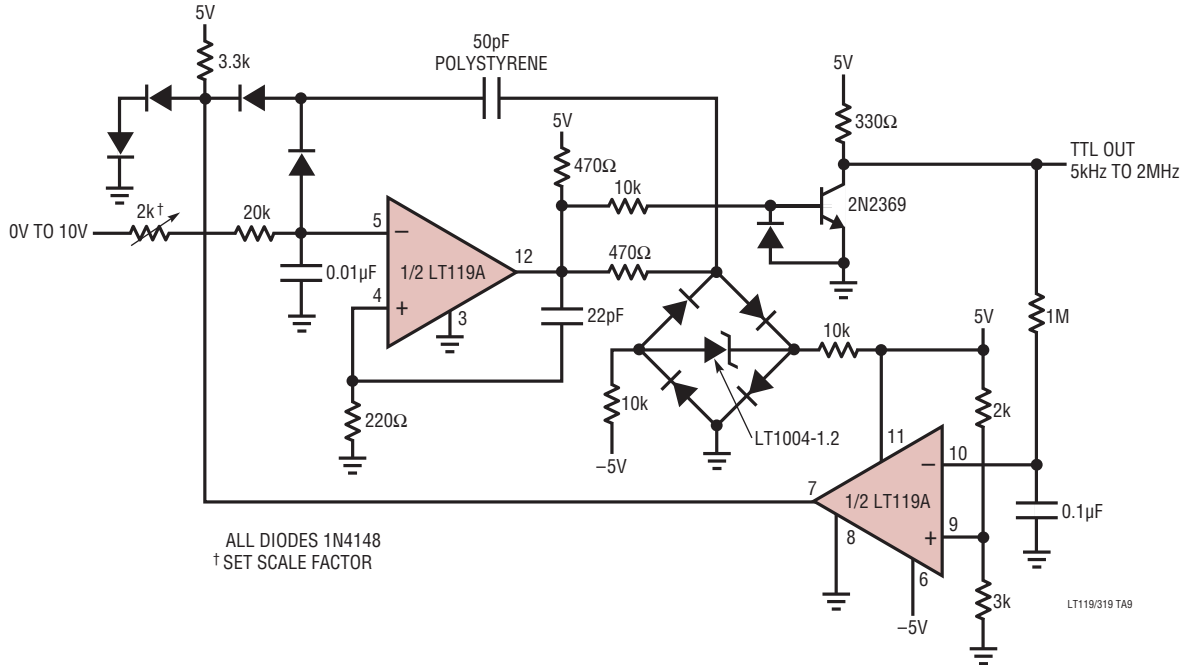 5V
3.3k
50pF
POLYSTYRENE
5V
330Ω
TTL OUT
5kHz TO 2MHz
5V
470Ω
10k
2N2369
0V TO 10V
2k†
20k
5
−
1/2 LT119A
12
4
+
3
0.01µF
470Ω
22pF
220Ω
10k
−5V
LT1004-1.2
10k
5V
1M
2k
11
10
−
7
1/2 LT119A
9
+
8
6
−5V
0.1µF
3k
ALL DIODES 1N4148
† SET SCALE FACTOR
LT119/319 TA9